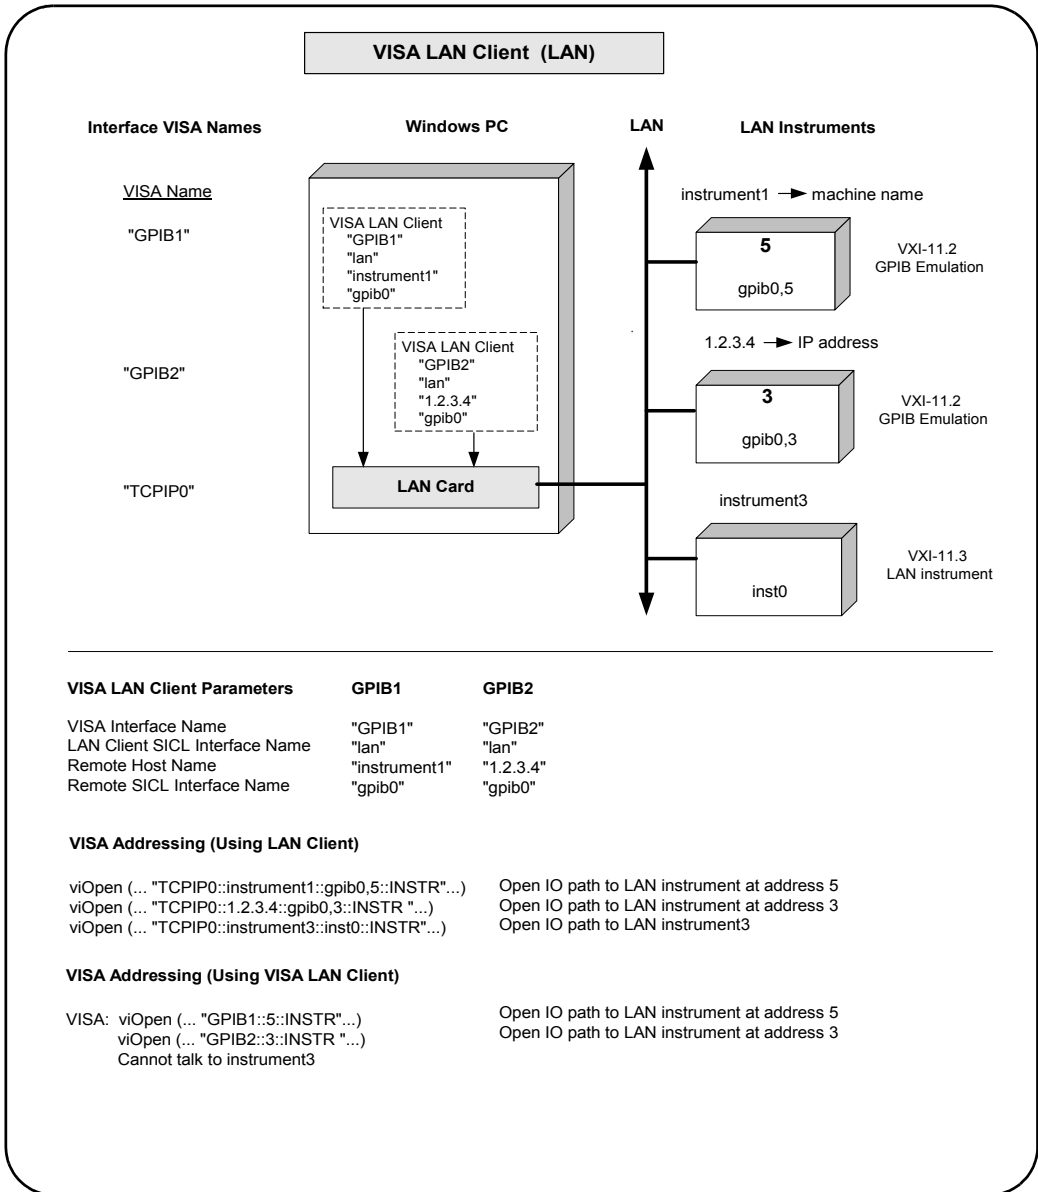 VISA LAN Client (LAN)
Interface VISA Names
Windows PC
LAN
LAN Instruments
VISA Name
"GPIB1"
"GPIB2"
"TCPIP0"
VISA LAN Client
"GPIB1"
"lan"
"instrument1"
"gpib0"
VISA LAN Client
"GPIB2"
"lan"
"1.2.3.4"
"gpib0"
LAN Card
instrument1 → machine name
5
gpib0,5
VXI-11.2
GPIB Emulation
1.2.3.4 → IP address
3
gpib0,3
VXI-11.2
GPIB Emulation
instrument3
inst0
VXI-11.3
LAN instrument
VISA LAN Client Parameters GPIB1 GPIB2
VISA Interface Name "GPIB1" "GPIB2"
LAN Client SICL Interface Name "lan" "lan"
Remote Host Name "instrument1" "1.2.3.4"
Remote SICL Interface Name "gpib0" "gpib0"
VISA Addressing (Using LAN Client)
viOpen (... "TCPIP0::instrument1::gpib0,5::INSTR"...) Open IO path to LAN instrument at address 5
viOpen (... "TCPIP0::1.2.3.4::gpib0,3::INSTR "...) Open IO path to LAN instrument at address 3
viOpen (... "TCPIP0::instrument3::inst0::INSTR"...) Open IO path to LAN instrument3
VISA Addressing (Using VISA LAN Client)
VISA: viOpen (... "GPIB1::5::INSTR"...) Open IO path to LAN instrument at address 5
viOpen (... "GPIB2::3::INSTR "...) Open IO path to LAN instrument at address 3
Cannot talk to instrument3